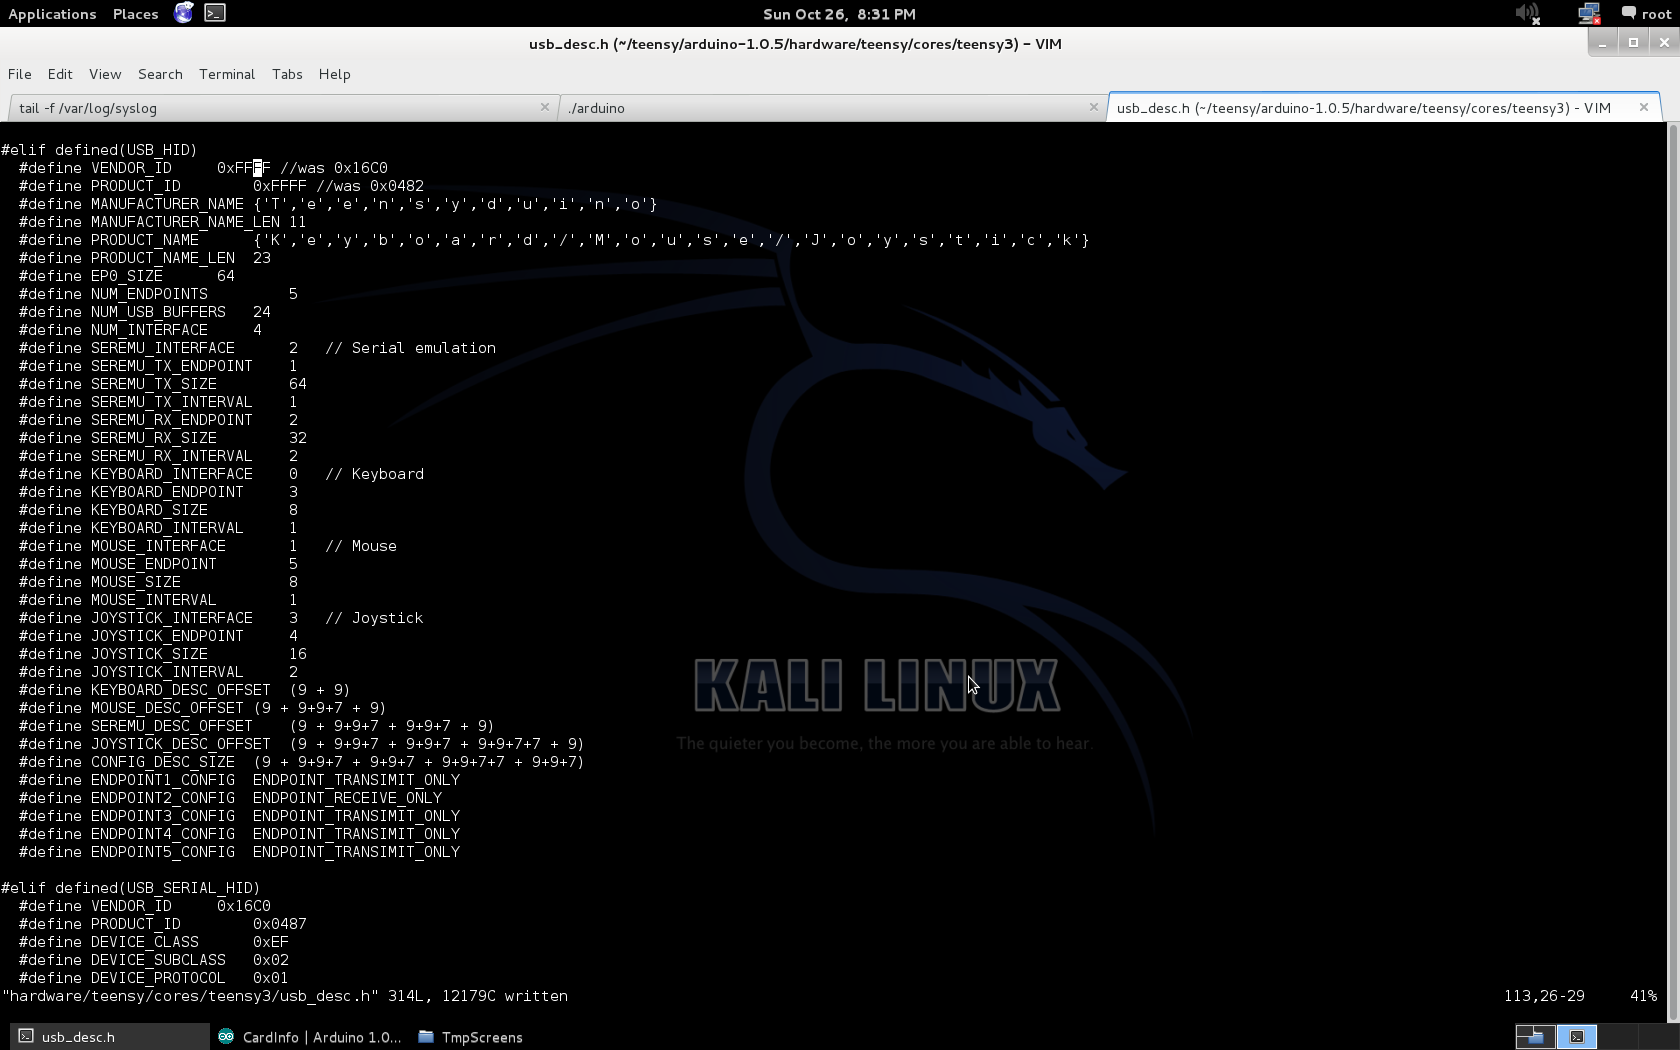 Applications Places Sun Oct 26, 8:31 PM root
usb_desc.h (~/teensy/arduino-1.0.5/hardware/teensy/cores/teensy3) - VIM
File Edit View Search Terminal Tabs Help
tail -f /var/log/syslog ./arduino usb_desc.h (~/teensy/arduino-1.0.5/hardware/teensy/cores/teensy3) - VIM
#elif defined(USB_HID)
  #define VENDOR_ID     0xFFFF //was 0x16C0
  #define PRODUCT_ID        0xFFFF //was 0x0482
  #define MANUFACTURER_NAME {'T','e','e','n','s','y','d','u','i','n','o'}
  #define MANUFACTURER_NAME_LEN 11
  #define PRODUCT_NAME      {'K','e','y','b','o','a','r','d','/','M','o','u','s','e','/','J','o','y','s','t','i','c','k'}
  #define PRODUCT_NAME_LEN  23
  #define EP0_SIZE      64
  #define NUM_ENDPOINTS         5
  #define NUM_USB_BUFFERS   24
  #define NUM_INTERFACE     4
  #define SEREMU_INTERFACE      2   // Serial emulation
  #define SEREMU_TX_ENDPOINT    1
  #define SEREMU_TX_SIZE        64
  #define SEREMU_TX_INTERVAL    1
  #define SEREMU_RX_ENDPOINT    2
  #define SEREMU_RX_SIZE        32
  #define SEREMU_RX_INTERVAL    2
  #define KEYBOARD_INTERFACE    0   // Keyboard
  #define KEYBOARD_ENDPOINT     3
  #define KEYBOARD_SIZE         8
  #define KEYBOARD_INTERVAL     1
  #define MOUSE_INTERFACE       1   // Mouse
  #define MOUSE_ENDPOINT        5
  #define MOUSE_SIZE            8
  #define MOUSE_INTERVAL        1
  #define JOYSTICK_INTERFACE    3   // Joystick
  #define JOYSTICK_ENDPOINT     4
  #define JOYSTICK_SIZE         16
  #define JOYSTICK_INTERVAL     2
  #define KEYBOARD_DESC_OFFSET  (9 + 9)
  #define MOUSE_DESC_OFFSET (9 + 9+9+7 + 9)
  #define SEREMU_DESC_OFFSET    (9 + 9+9+7 + 9+9+7 + 9)
  #define JOYSTICK_DESC_OFFSET  (9 + 9+9+7 + 9+9+7 + 9+9+7+7 + 9)
  #define CONFIG_DESC_SIZE  (9 + 9+9+7 + 9+9+7 + 9+9+7+7 + 9+9+7)
  #define ENDPOINT1_CONFIG  ENDPOINT_TRANSIMIT_ONLY
  #define ENDPOINT2_CONFIG  ENDPOINT_RECEIVE_ONLY
  #define ENDPOINT3_CONFIG  ENDPOINT_TRANSIMIT_ONLY
  #define ENDPOINT4_CONFIG  ENDPOINT_TRANSIMIT_ONLY
  #define ENDPOINT5_CONFIG  ENDPOINT_TRANSIMIT_ONLY
KALI LINUX
The quieter you become, the more you are able to hear.
#elif defined(USB_SERIAL_HID)
  #define VENDOR_ID     0x16C0
  #define PRODUCT_ID        0x0487
  #define DEVICE_CLASS      0xEF
  #define DEVICE_SUBCLASS   0x02
  #define DEVICE_PROTOCOL   0x01
"hardware/teensy/cores/teensy3/usb_desc.h" 314L, 12179C written 113,26-29 41%
usb_desc.h CardInfo | Arduino 1.0... TmpScreens